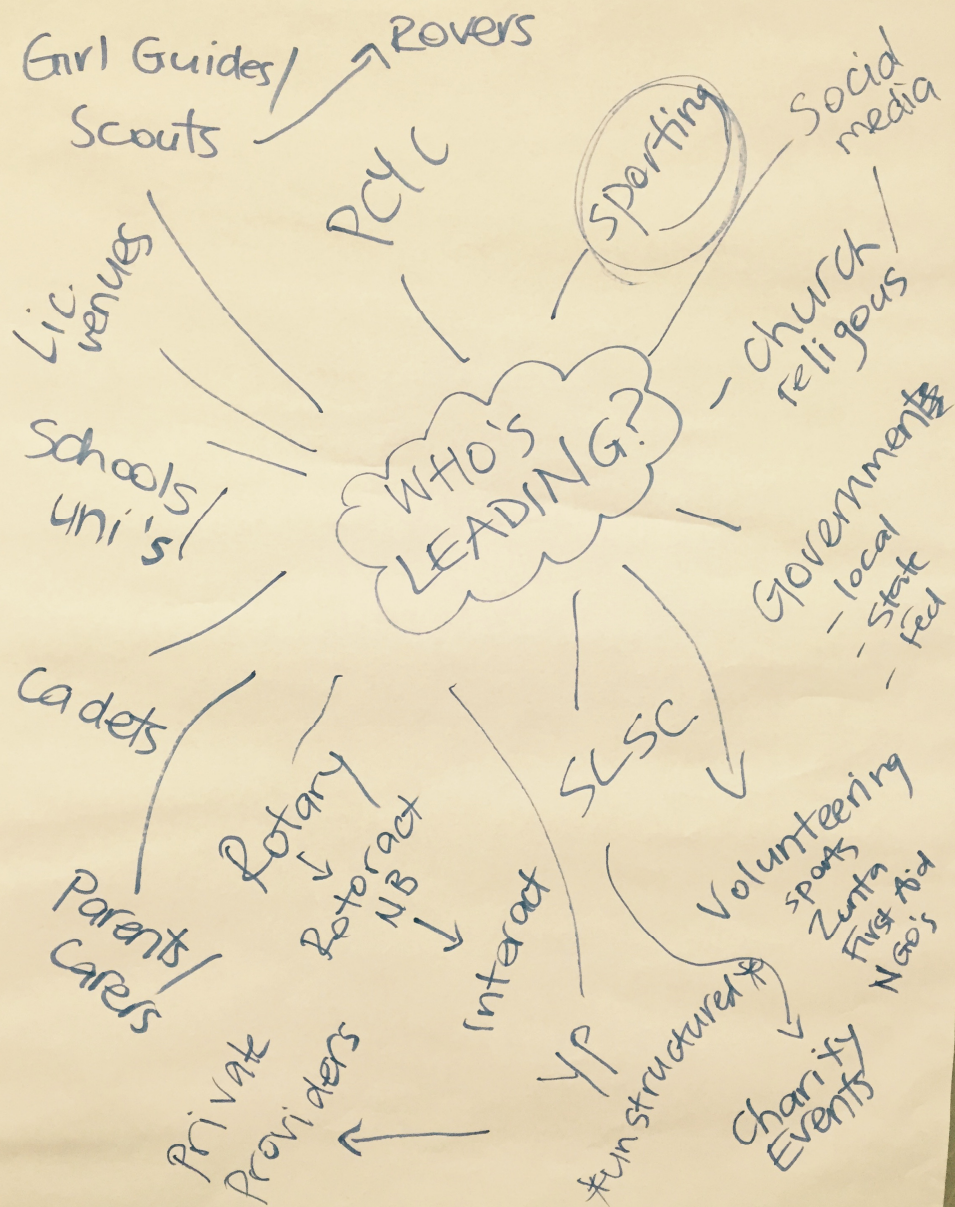 Girl Guides/
Scouts
Rovers
PCYC
sporting
Social
media
Lic.
venues
Church/
religous
WHO'S
LEADING?
Schools
uni's/
Governments
- local
- State
- Fed
Cadets
SLSC
Rotary
Rotoract
NB
Interact
Volunteering
sports
Zonta
First Aid
NGO's
Parents/
Carers
YP
*unstructured*
Charity
Events
Private
Providers